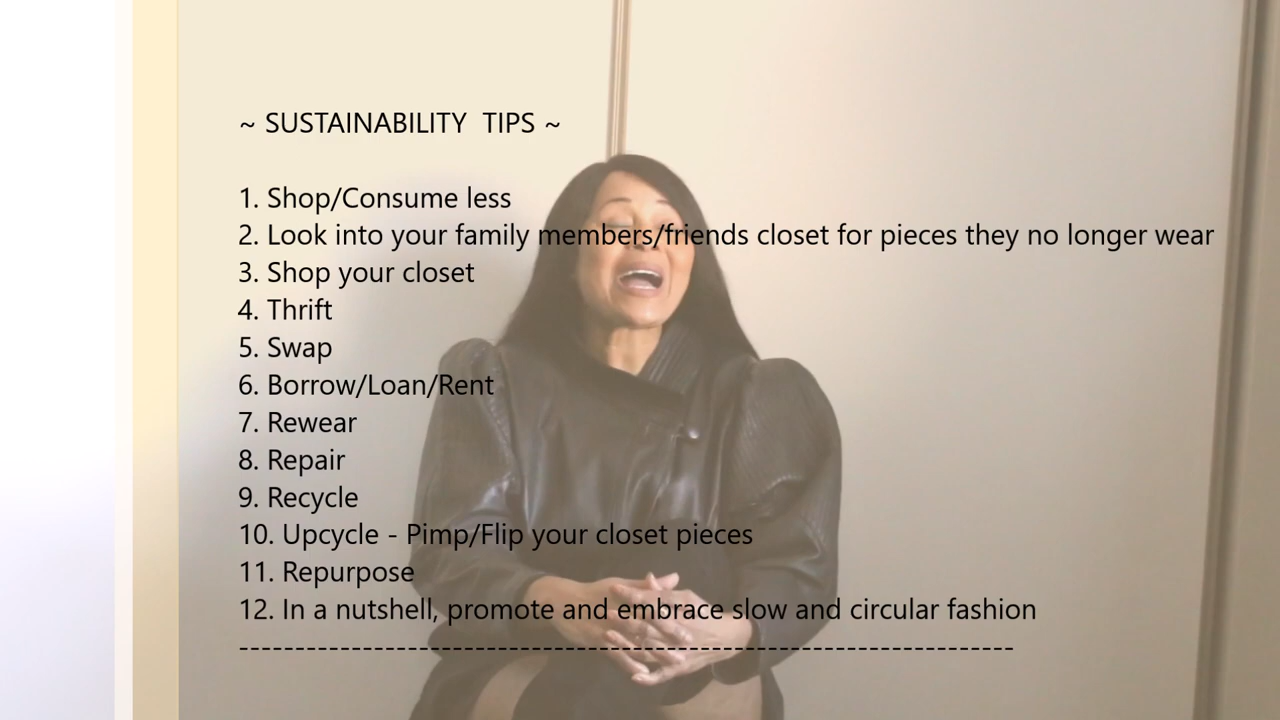 ~ SUSTAINABILITY TIPS ~
1. Shop/Consume less
2. Look into your family members/friends closet for pieces they no longer wear
3. Shop your closet
4. Thrift
5. Swap
6. Borrow/Loan/Rent
7. Rewear
8. Repair
9. Recycle
10. Upcycle - Pimp/Flip your closet pieces
11. Repurpose
12. In a nutshell, promote and embrace slow and circular fashion
---------------------------------------------------------------------